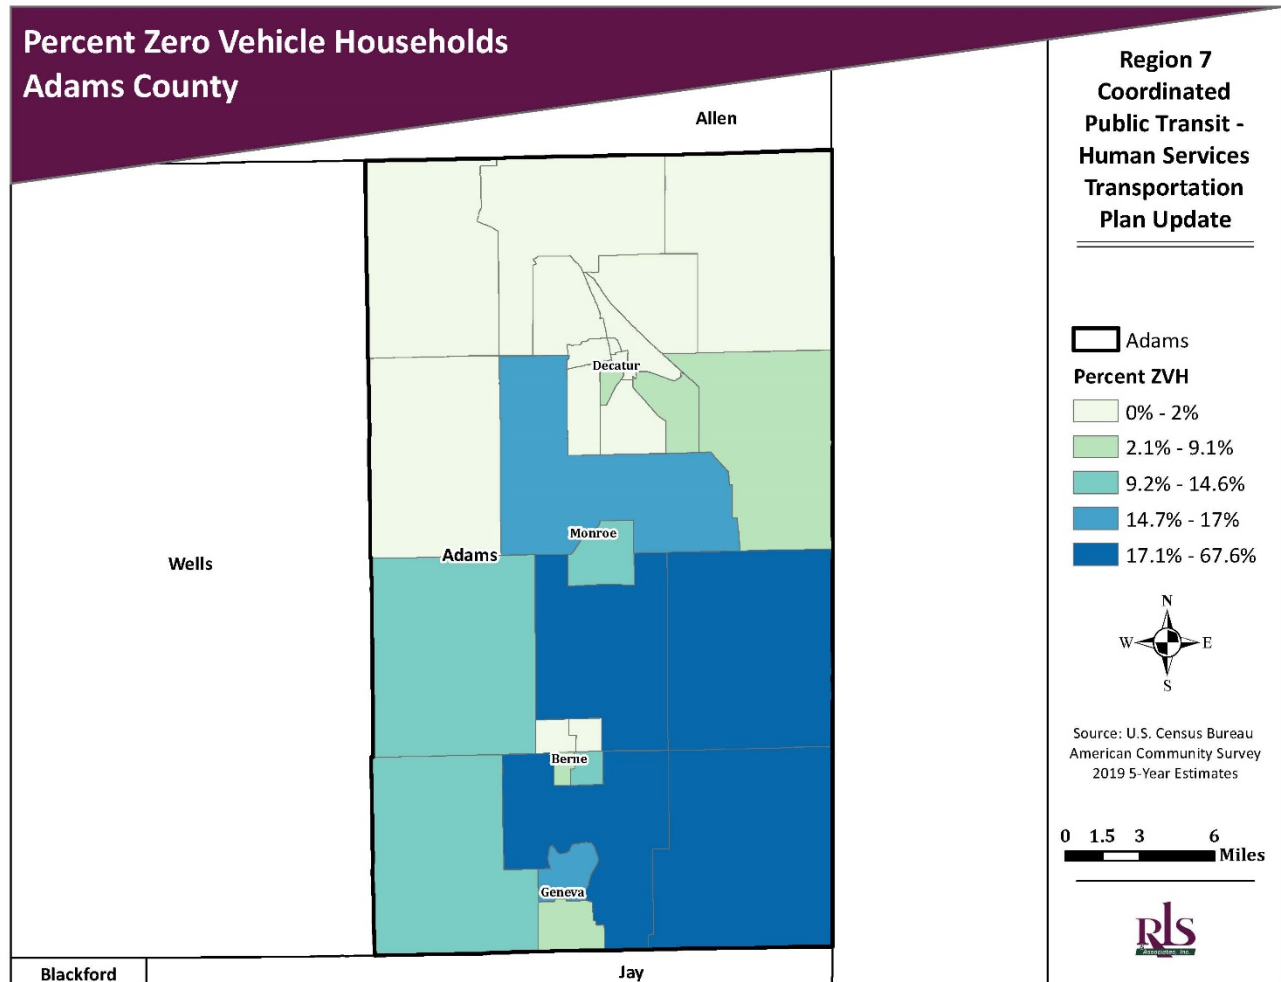 Percent Zero Vehicle Households
Adams County
Region 7
Coordinated
Public Transit -
Human Services
Transportation
Plan Update
Allen
Decatur
Monroe
Adams
Wells
Berne
Geneva
Blackford
Jay
Adams
Percent ZVH
0% - 2%
2.1% - 9.1%
9.2% - 14.6%
14.7% - 17%
17.1% - 67.6%
N
W E
S
Source: U.S. Census Bureau
American Community Survey
2019 5-Year Estimates
0 1.5 3 6
Miles
RLS
& Associates, Inc.